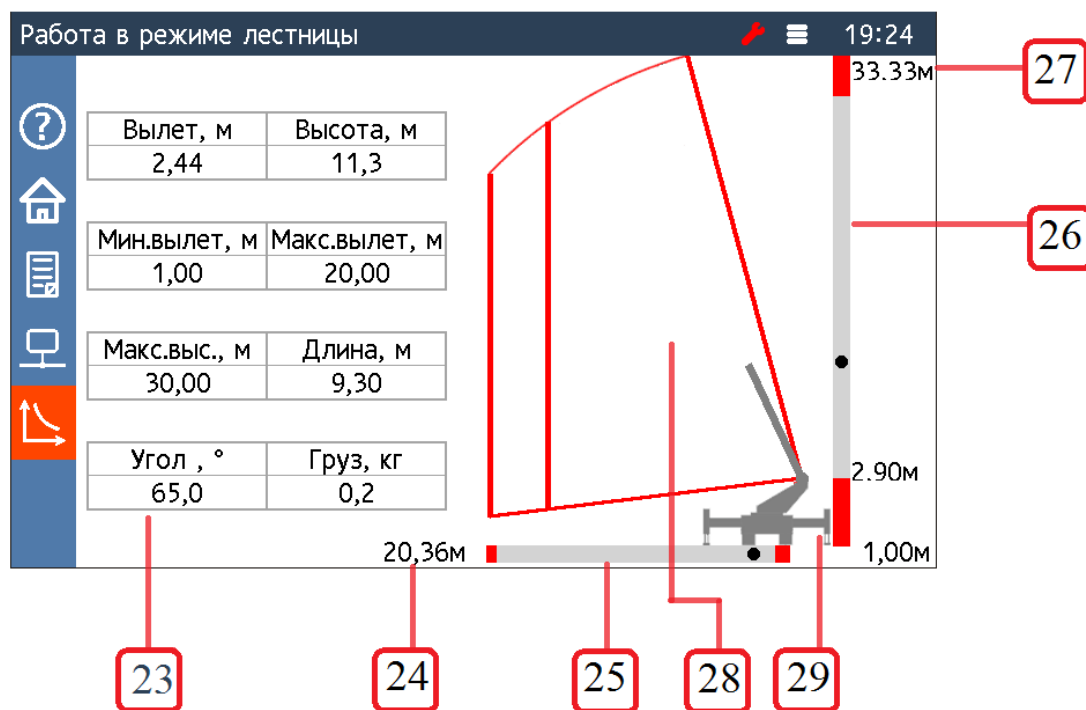 Работа в режиме лестницы 19:24
33.33м 27
?
Вылет, м Высота, м
2,44 11,3
26
Мин.вылет, м Макс.вылет, м
1,00 20,00
Макс.выс., м Длина, м
30,00 9,30
Угол , ° Груз, кг
2.90м
65,0 0,2
20,36м 1,00м
23 24 25 28 29